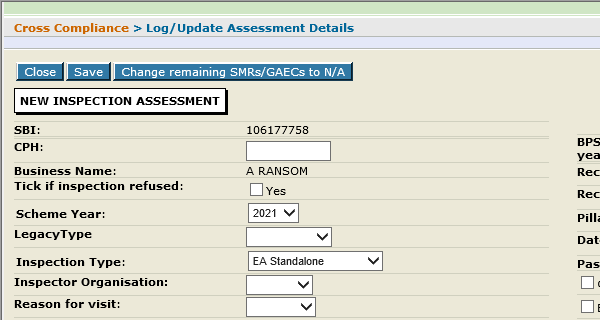 Cross Compliance > Log/Update Assessment Details
Close Save Change remaining SMRs/GAECs to N/A
NEW INSPECTION ASSESSMENT
SBI: 106177758
CPH:
BPS
yea
Business Name: A RANSOM
Rec
Tick if inspection refused: Yes
Rec
Scheme Year: 2021
Pilla
LegacyType
Dat
Inspection Type: EA Standalone
Pas
Inspector Organisation:
Reason for visit: